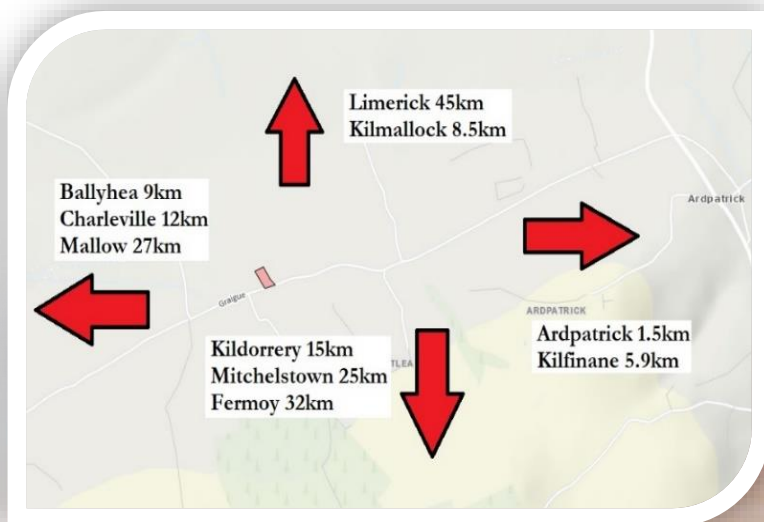 Limerick 45km
Kilmallock 8.5km
Ballyhea 9km
Charleville 12km
Mallow 27km
Ardpatrick
Graigue
ARDPATRICK
Ardpatrick 1.5km
Kilfinane 5.9km
Kildorrery 15km
Mitchelstown 25km
Fermoy 32km
TLEA